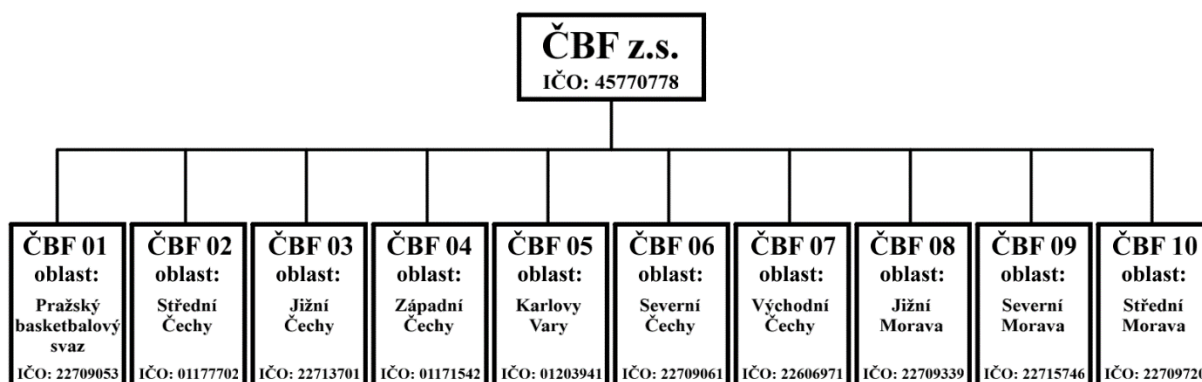 ČBF z.s.
IČO: 45770778
ČBF 01
oblast:
Pražský
basketbalový
svaz
IČO: 22709053
ČBF 02
oblast:
Střední
Čechy
IČO: 01177702
ČBF 03
oblast:
Jižní
Čechy
IČO: 22713701
ČBF 04
oblast:
Západní
Čechy
IČO: 01171542
ČBF 05
oblast:
Karlovy
Vary
IČO: 01203941
ČBF 06
oblast:
Severní
Čechy
IČO: 22709061
ČBF 07
oblast:
Východní
Čechy
IČO: 22606971
ČBF 08
oblast:
Jižní
Morava
IČO: 22709339
ČBF 09
oblast:
Severní
Morava
IČO: 22715746
ČBF 10
oblast:
Střední
Morava
IČO: